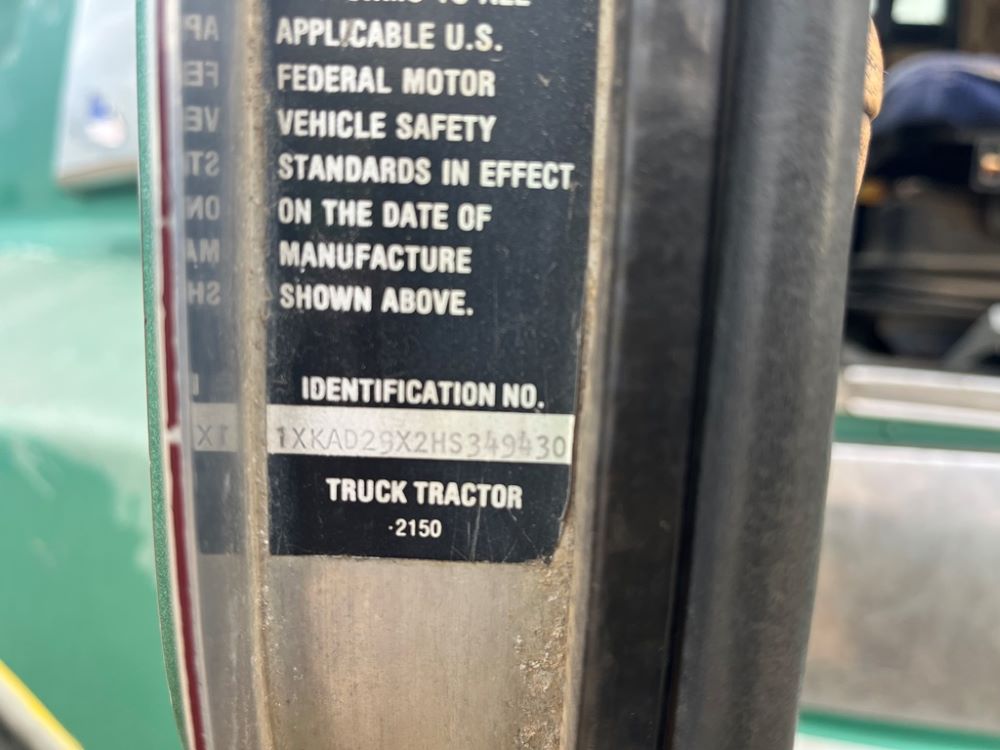 APPLICABLE U.S.
FEDERAL MOTOR
VEHICLE SAFETY
STANDARDS IN EFFECT
ON THE DATE OF
MANUFACTURE
SHOWN ABOVE.
IDENTIFICATION NO.
1XKAD29X2HS349430
TRUCK TRACTOR
·2150